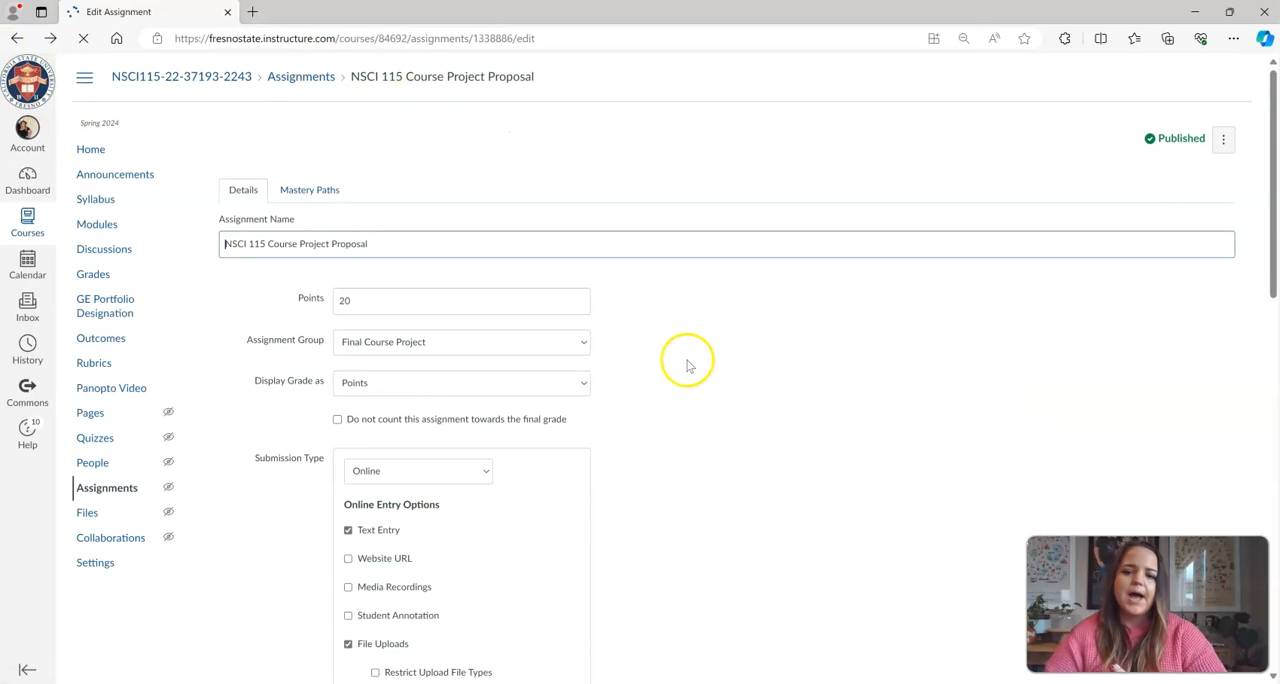 Edit Assignment
https://fresnostate.instructure.com/courses/84692/assignments/1338886/edit
NSCI115-22-37193-2243 › Assignments › NSCI 115 Course Project Proposal
Spring 2024
Published
Account
Dashboard
Courses
Calendar
Inbox
History
Commons
10
Help
Home
Announcements
Syllabus
Modules
Discussions
Grades
GE Portfolio
Designation
Outcomes
Rubrics
Panopto Video
Pages
Quizzes
People
Assignments
Files
Collaborations
Settings
Details
Mastery Paths
Assignment Name
NSCI 115 Course Project Proposal
Points
20
Assignment Group
Final Course Project
Display Grade as
Points
Do not count this assignment towards the final grade
Submission Type
Online
Online Entry Options
Text Entry
Website URL
Media Recordings
Student Annotation
File Uploads
Restrict Upload File Types